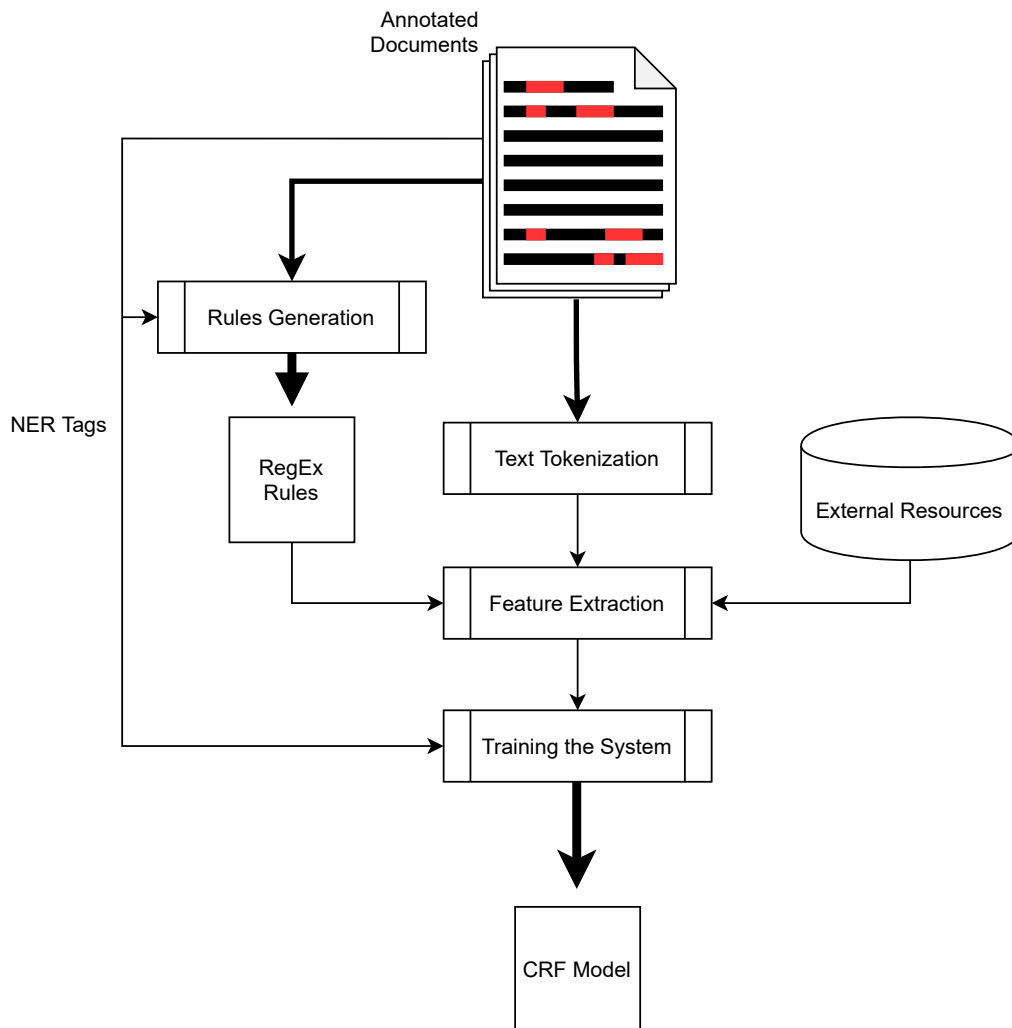 Annotated
Documents
Rules Generation
NER Tags
RegEx
Rules
Text Tokenization
External Resources
Feature Extraction
Training the System
CRF Model